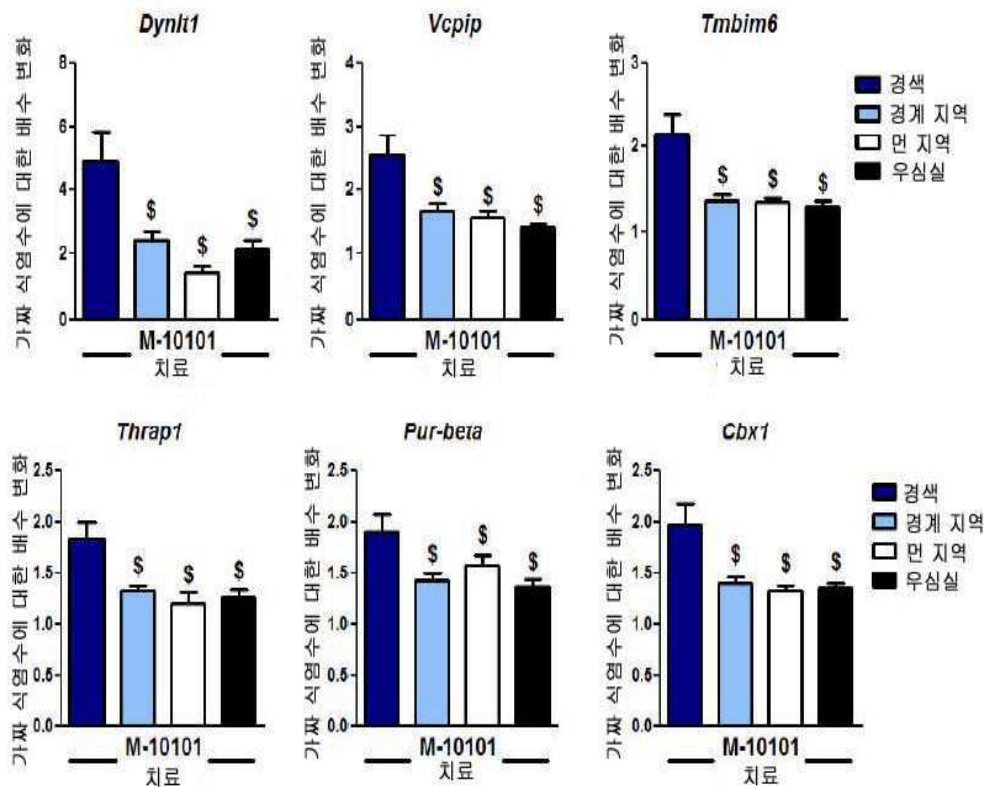 Dynlt1
Vcpip
Tmbim6
가짜 식염수에 대한 배수 변화
8
6
4
2
0
$ $ $
M-10101
치료
가짜 식염수에 대한 배수 변화
4
3
2
1
0
$ $ $
M-10101
치료
가짜 식염수에 대한 배수 변화
3
2
1
0
$ $ $
M-10101
치료
경색
경계 지역
먼 지역
우심실
Thrap1
Pur-beta
Cbx1
가짜 식염수에 대한 배수 변화
2.5
2.0
1.5
1.0
0.5
0.0
$ $ $
M-10101
치료
가짜 식염수에 대한 배수 변화
2.5
2.0
1.5
1.0
0.5
0.0
$ $ $
M-10101
치료
가짜 식염수에 대한 배수 변화
2.5
2.0
1.5
1.0
0.5
0.0
$ $ $
M-10101
치료
경색
경계 지역
먼 지역
우심실